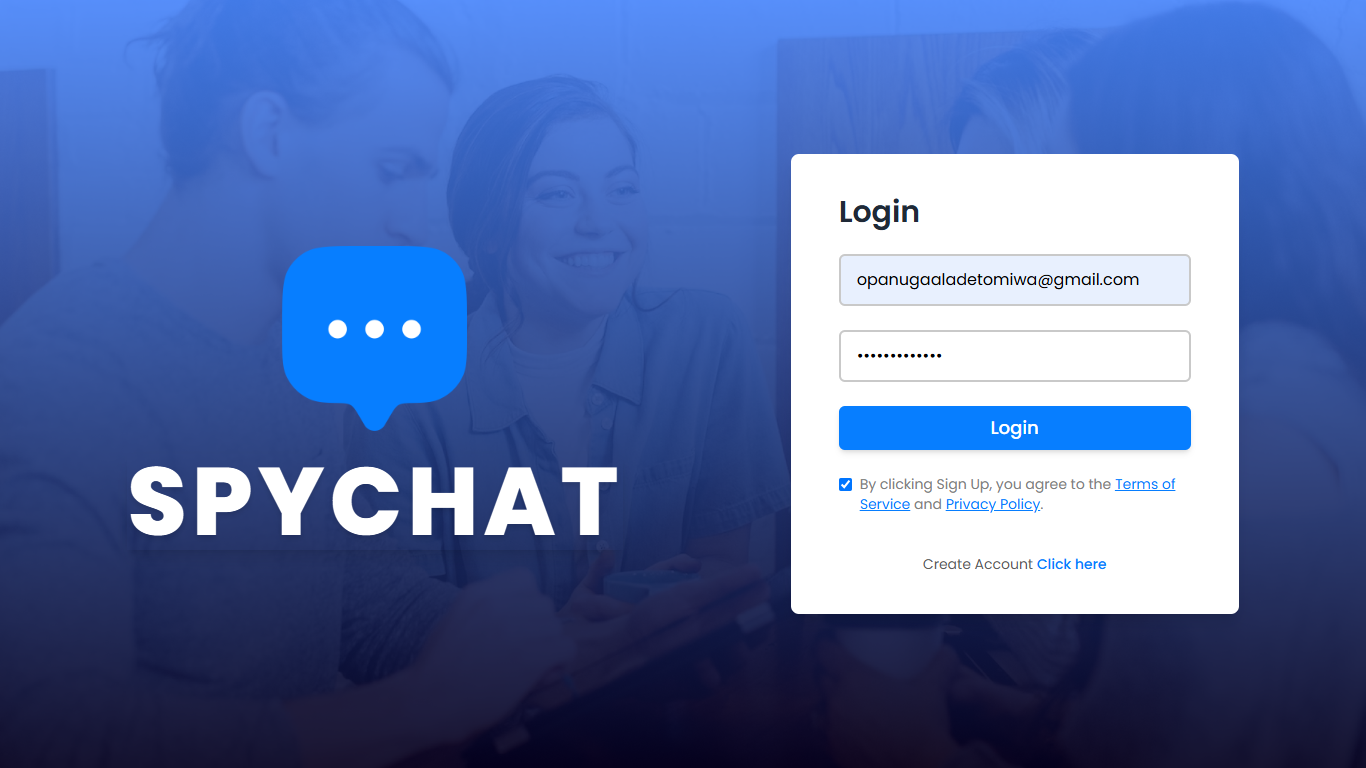 SPYCHAT
Login
opanugaaladetomiwa@gmail.com
•••••••••••••
Login
By clicking Sign Up, you agree to the Terms of
Service and Privacy Policy.
Create Account Click here